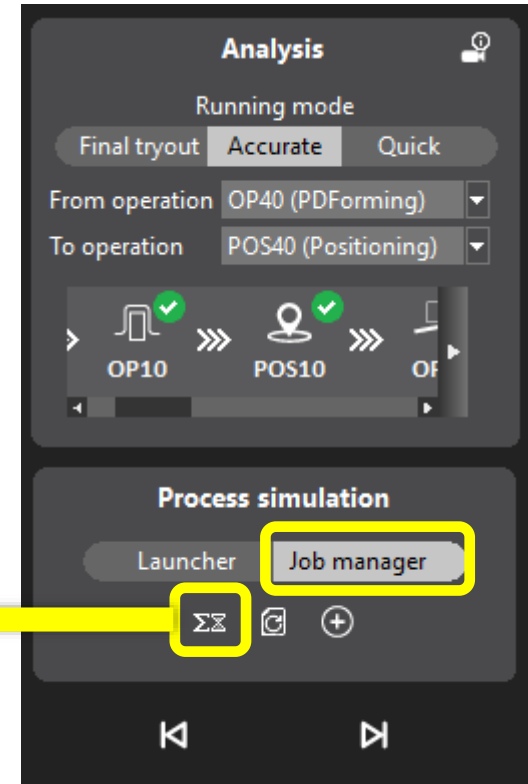 Analysis
Running mode
Final tryout Accurate Quick
From operation OP40 (PDForming)
To operation POS40 (Positioning)
OP10 POS10
Process simulation
Launcher Job manager